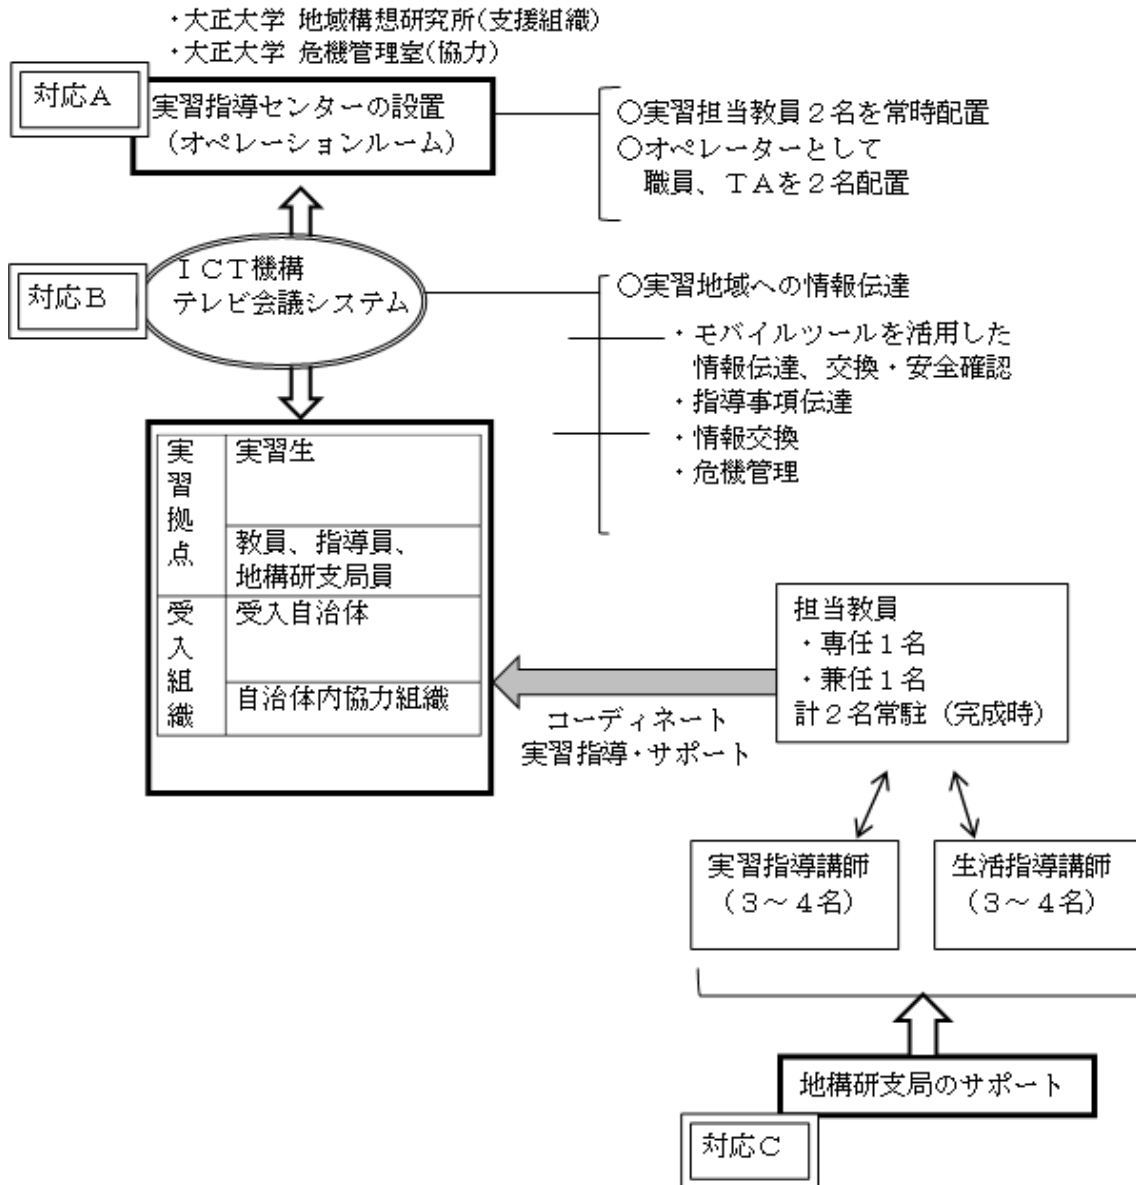 ・大正大学 地域構想研究所(支援組織)
・大正大学 危機管理室(協力)
対応A
実習指導センターの設置
(オペレーションルーム)
○実習担当教員2名を常時配置
○オペレーターとして
職員、TAを2名配置
対応B
ICT機構
テレビ会議システム
○実習地域への情報伝達
・モバイルツールを活用した
情報伝達、交換・安全確認
・指導事項伝達
・情報交換
・危機管理
実習拠点
実習生
教員、指導員、
地構研支局員
受入組織
受入自治体
自治体内協力組織
コーディネート
実習指導・サポート
担当教員
・専任1名
・兼任1名
計2名常駐(完成時)
実習指導講師
(3~4名)
生活指導講師
(3~4名)
地構研支局のサポート
対応C